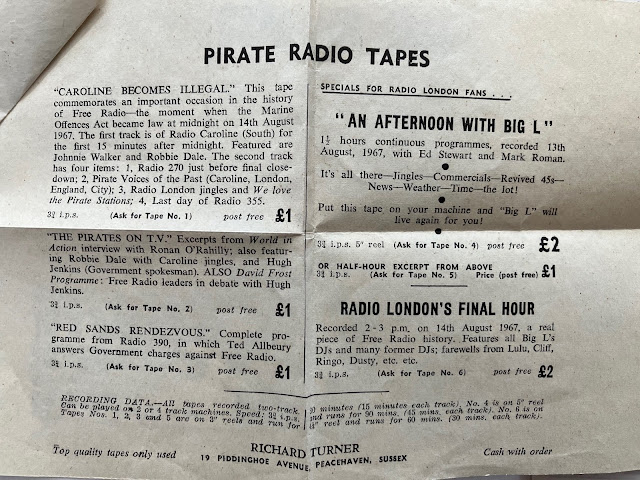 PIRATE RADIO TAPES
"CAROLINE BECOMES ILLEGAL." This tape
commemorates an important occasion in the history
of Free Radio—the moment when the Marine
Offences Act became law at midnight on 14th August
1967. The first track is of Radio Caroline (South) for
the first 15 minutes after midnight. Featured are
Johnnie Walker and Robbie Dale. The second track
has four items: 1, Radio 270 just before final close-
down; 2, Pirate Voices of the Past (Caroline, London,
England, City); 3, Radio London jingles and We love
the Pirate Stations; 4, Last day of Radio 355.
3¾ i.p.s. (Ask for Tape No. 1) post free £1
"THE PIRATES ON T.V." Excerpts from World in
Action interview with Ronan O'Rahilly; also featur-
ing Robbie Dale with Caroline jingles, and Hugh
Jenkins (Government spokesman). ALSO David Frost
Programme: Free Radio leaders in debate with Hugh
Jenkins.
3¾ i.p.s. (Ask for Tape No. 2) post free £1
"RED SANDS RENDEZVOUS." Complete pro-
gramme from Radio 390, in which Ted Allbeury
answers Government charges against Free Radio.
3¾ i.p.s. (Ask for Tape No. 3) post free £1
SPECIALS FOR RADIO LONDON FANS . . .
"AN AFTERNOON WITH BIG L"
1½ hours continuous programmes, recorded 13th
August, 1967, with Ed Stewart and Mark Roman.
It's all there—Jingles—Commercials—Revived 45s—
News—Weather—Time—the lot!
Put this tape on your machine and "Big L" will
live again for you!
3¾ i.p.s. 5" reel (Ask for Tape No. 4) post free £2
OR HALF-HOUR EXCERPT FROM ABOVE
3¾ i.p.s. (Ask for Tape No. 5) Price (post free) £1
RADIO LONDON'S FINAL HOUR
Recorded 2-3 p.m. on 14th August 1967, a real
piece of Free Radio history. Features all Big L's
DJs and many former DJs; farewells from Lulu, Cliff,
Ringo, Dusty, etc. etc.
3¾ i.p.s. (Ask for Tape No. 6) post free £2
RECORDING DATA.—All tapes recorded two-track.
Can be played on 2 or 4 track machines. Speed: 3¾ i.p.s.
Tapes Nos. 1, 2, 3 and 5 are on 3" reels and run for
30 minutes (15 minutes each track). No. 4 is on 5" reel
and runs for 90 mins. (45 mins. each track). No. 6 is on
reel and runs for 60 mins. (30 mins. each track).
Top quality tapes only used
RICHARD TURNER
19 PIDDINGHOE AVENUE, PEACEHAVEN, SUSSEX
Cash with order